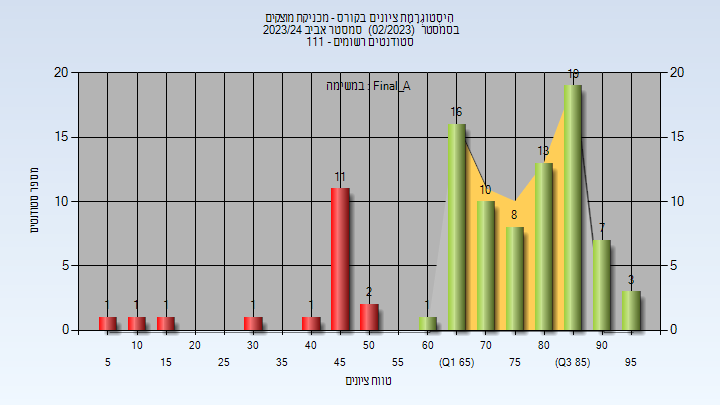 היסטוגרמת ציונים בקורס - מכניקת מוצקים
בסמסטר (02/2023) סמסטר אביב 2023/24
סטודנטים רשומים - 111
במשימה : Final_A
20 20
15 15
10 10
5 5
0 0
1 1 1 1 1 11 2 1 16 10 8 13 19 7 3
מספר סטודנטים
10 20 30 40 50 60 70 80 90
5 15 25 35 45 55 (Q1 65) 75 (Q3 85) 95
טווח ציונים